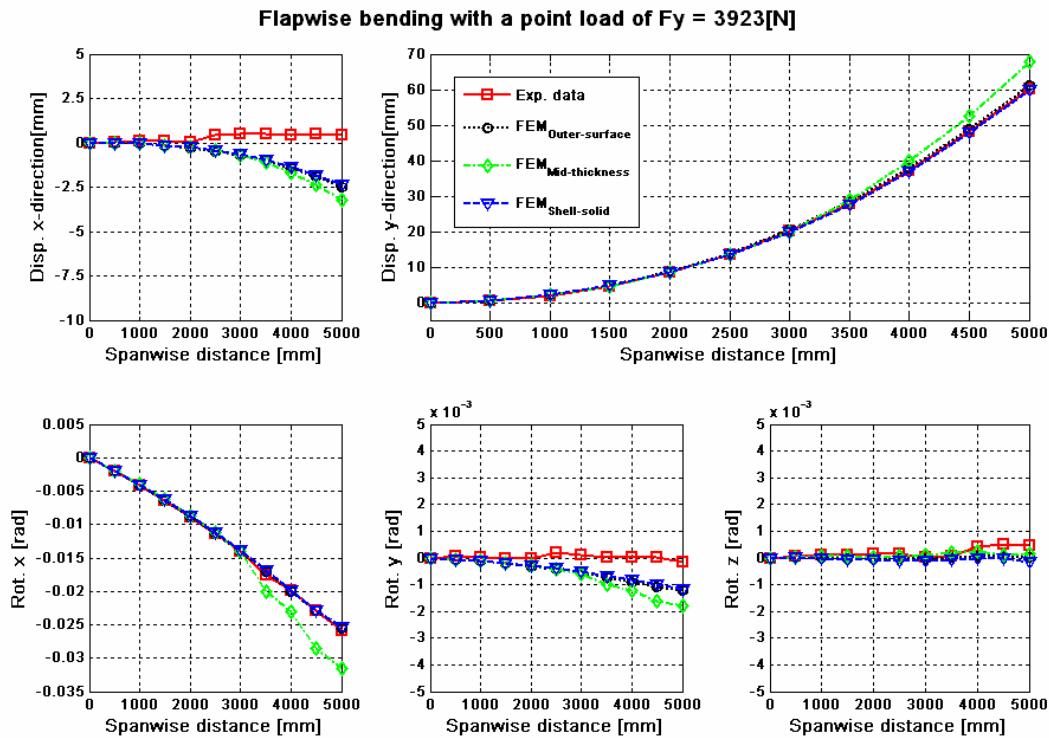 Flapwise bending with a point load of Fy = 3923[N]
Disp. x-direction[mm]
5
2.5
0
-2.5
-5
-7.5
-10
0 1000 2000 3000 4000 5000
Spanwise distance [mm]
Disp. y-direction[mm]
70
60
50
40
30
20
10
0
0 500 1000 1500 2000 2500 3000 3500 4000 4500 5000
Spanwise distance [mm]
Exp. data
FEM Outer-surface
FEM Mid-thickness
FEM Shell-solid
Rot. x [rad]
0.005
0
-0.005
-0.01
-0.015
-0.02
-0.025
-0.03
-0.035
0 1000 2000 3000 4000 5000
Spanwise distance [mm]
Rot. y [rad]
x 10⁻³
5
4
3
2
1
0
-1
-2
-3
-4
-5
0 1000 2000 3000 4000 5000
Spanwise distance [mm]
Rot. z [rad]
x 10⁻³
5
4
3
2
1
0
-1
-2
-3
-4
-5
0 1000 2000 3000 4000 5000
Spanwise distance [mm]